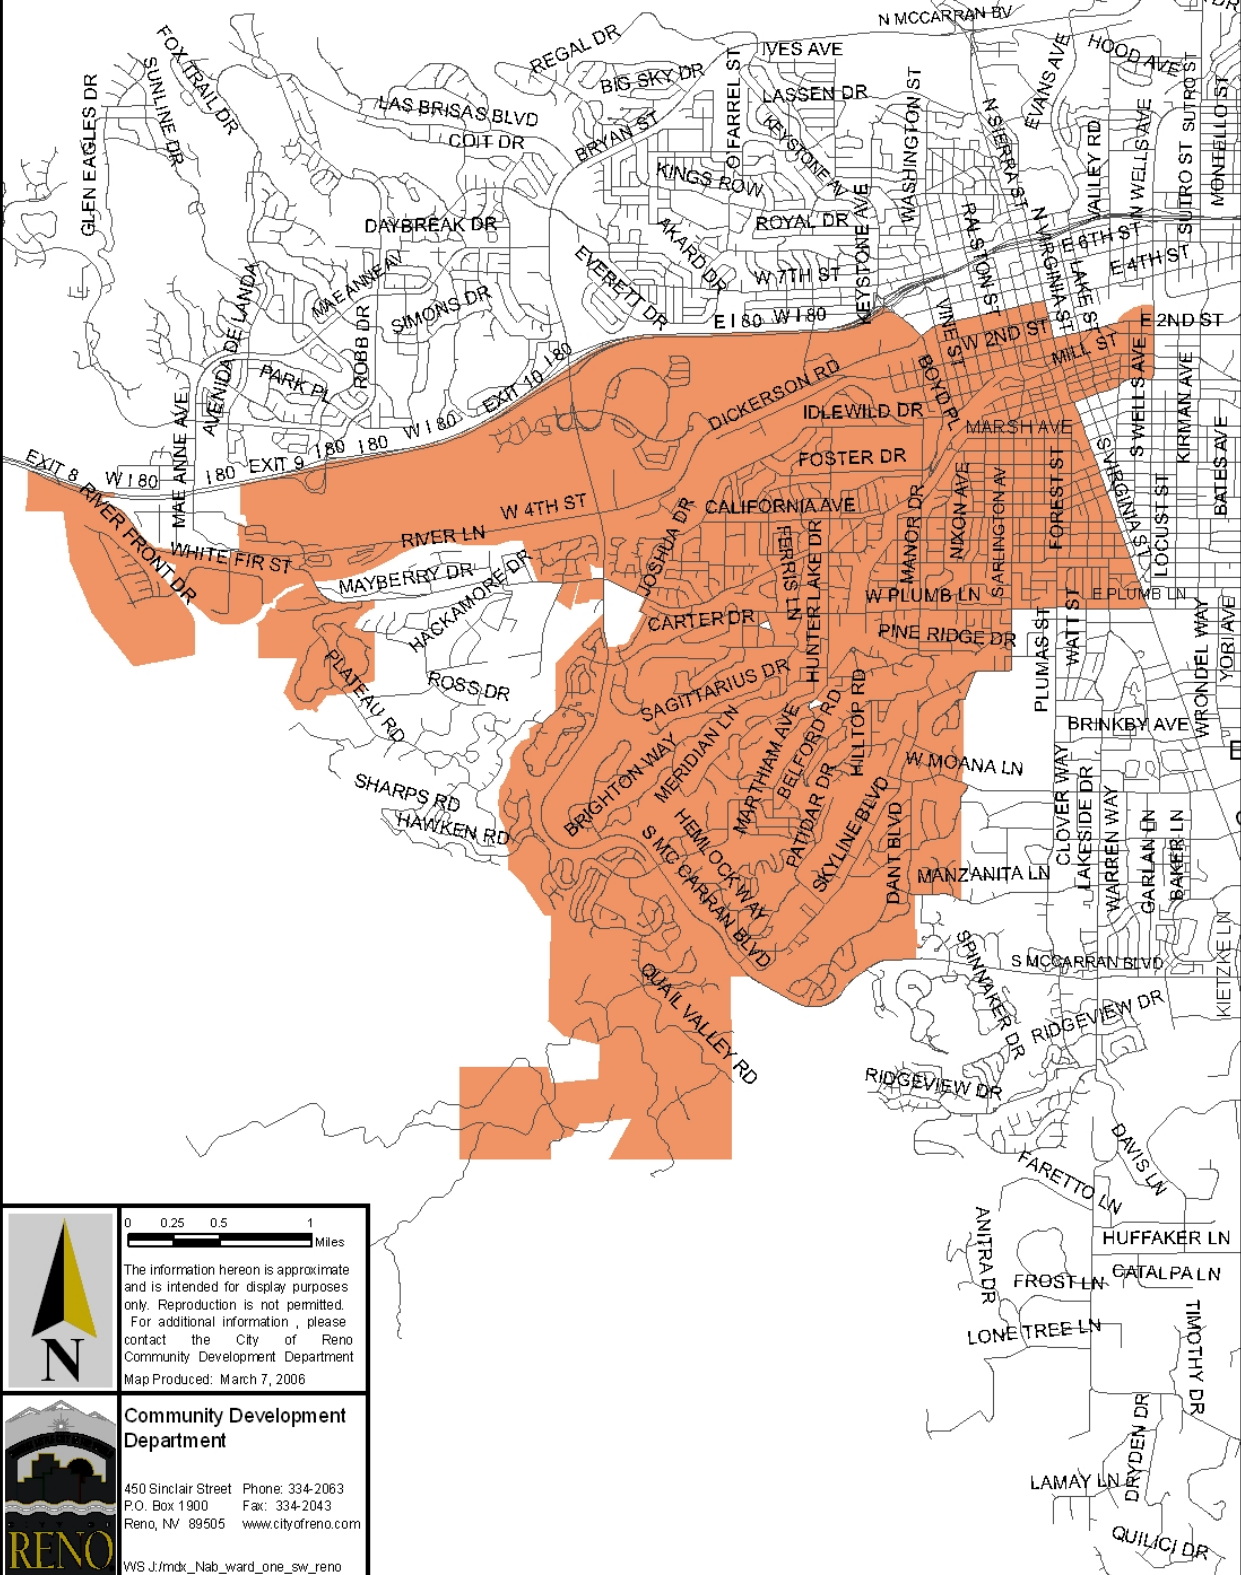 N MCCARRAN BV
REGAL DR
IVES AVE
HOOD AVE
FOX TRAIL DR
SUNLINE DR
GLEN EAGLES DR
BIG SKY DR
O'FARREL ST
LASSEN DR
WASHINGTON ST
EVANS AVE
SUTRO ST
MONTELLO ST
LAS BRISAS BLVD
COIT DR
BRYAN ST
KEYSTONE AV
N SIERRA ST
VALLEY RD
N WELLS AVE
SUTRO ST
KINGS ROW
DAYBREAK DR
AKARD DR
ROYAL DR
KEYSTONE AVE
RALSTON ST
N VIRGINIA ST
E 6TH ST
LAKE ST
E 4TH ST
EVERETT DR
W 7TH ST
MAE ANNE AV
AVENIDA DE LANDA
SIMONS DR
ROBB DR
E I 80
W I 80
VINE ST
W 2ND ST
E 2ND ST
MILL ST
PARK PL
EXIT 10
I 80
DICKERSON RD
BOYD PL
S WELLS AVE
KIRMAN AVE
IDLEWILD DR
MARSH AVE
MAE ANNE AVE
W I 80
I 80
I 80
EXIT 9
I 80
W I 80
EXIT 8
FOSTER DR
S VIRGINIA ST
BATES AVE
RIVER FRONT DR
W 4TH ST
CALIFORNIA AVE
MANOR DR
NIXON AVE
S ARLINGTON AV
FOREST ST
LOCUST ST
RIVER LN
WHITE FIR ST
JOSHUA DR
FERRIS LN
HUNTER LAKE DR
MAYBERRY DR
HACKAMORE DR
W PLUMB LN
E PLUMB LN
CARTER DR
PINE RIDGE DR
PLUMAS ST
WATT ST
WRONDEL WAY
YORI AVE
PLATEAU RD
ROSS DR
SAGITTARIUS DR
MERIDIAN LN
HILLTOP RD
BELFORD RD
MARTHIAM AVE
BRINKBY AVE
BRIGHTON WAY
W MOANA LN
SHARPS RD
HAWKEN RD
HEMLOCK WAY
PATIDAR DR
SKYLINE BLVD
DANT BLVD
CLOVER WAY
LAKESIDE DR
WARREN WAY
GARLAN LN
BAKER LN
MANZANITA LN
S MC CARRAN BLVD
S MCCARRAN BLVD
SPINNAKER DR
KIETZKE LN
QUAIL VALLEY RD
RIDGEVIEW DR
RIDGEVIEW DR
DAVIS LN
FARETTO LN
ANITRA DR
HUFFAKER LN
FROST LN
CATALPA LN
LONE TREE LN
TIMOTHY DR
DRYDEN DR
LAMAY LN
QUILICI DR
0 0.25 0.5 1
Miles
The information hereon is approximate
and is intended for display purposes
only. Reproduction is not permitted.
For additional information , please
contact the City of Reno
Community Development Department
Map Produced: March 7, 2006
N
Community Development
Department
450 Sinclair Street Phone: 334-2063
P.O. Box 1900 Fax: 334-2043
Reno, NV 89505 www.cityofreno.com
WS J:/mdx_Nab_ward_one_sw_reno
RENO